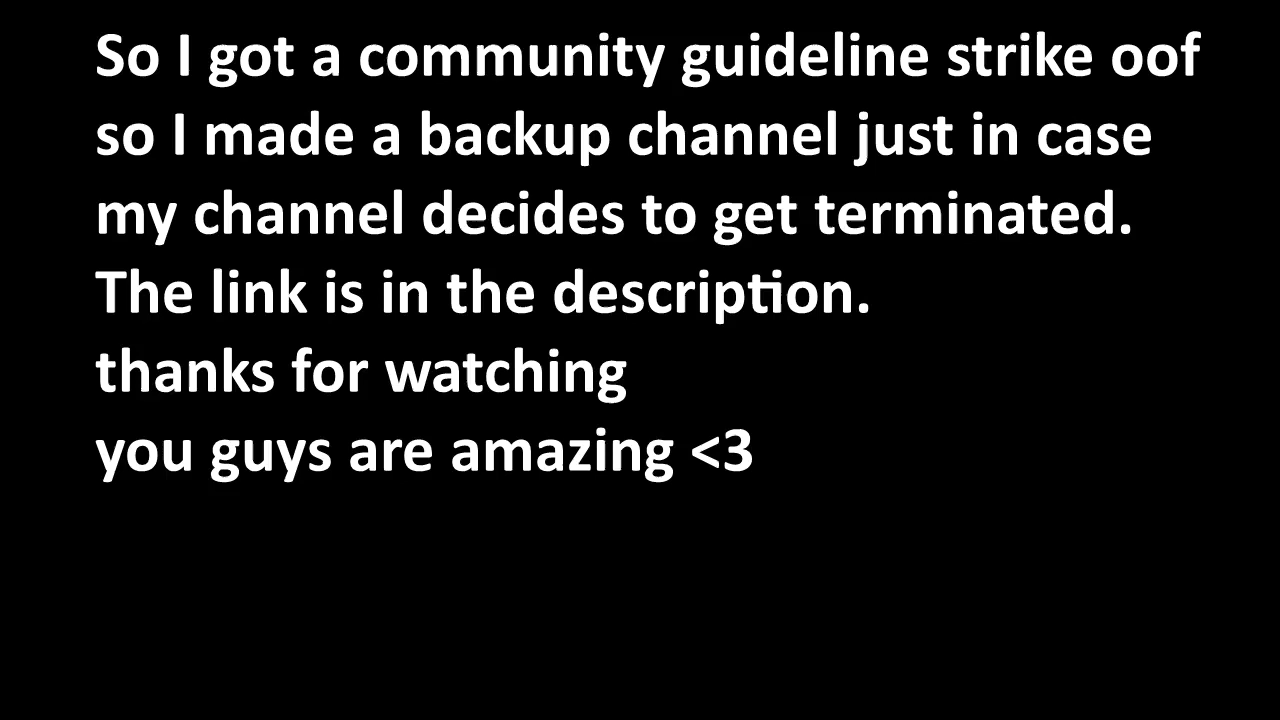 So I got a community guideline strike oof
so I made a backup channel just in case
my channel decides to get terminated.
The link is in the description.
thanks for watching
you guys are amazing <3